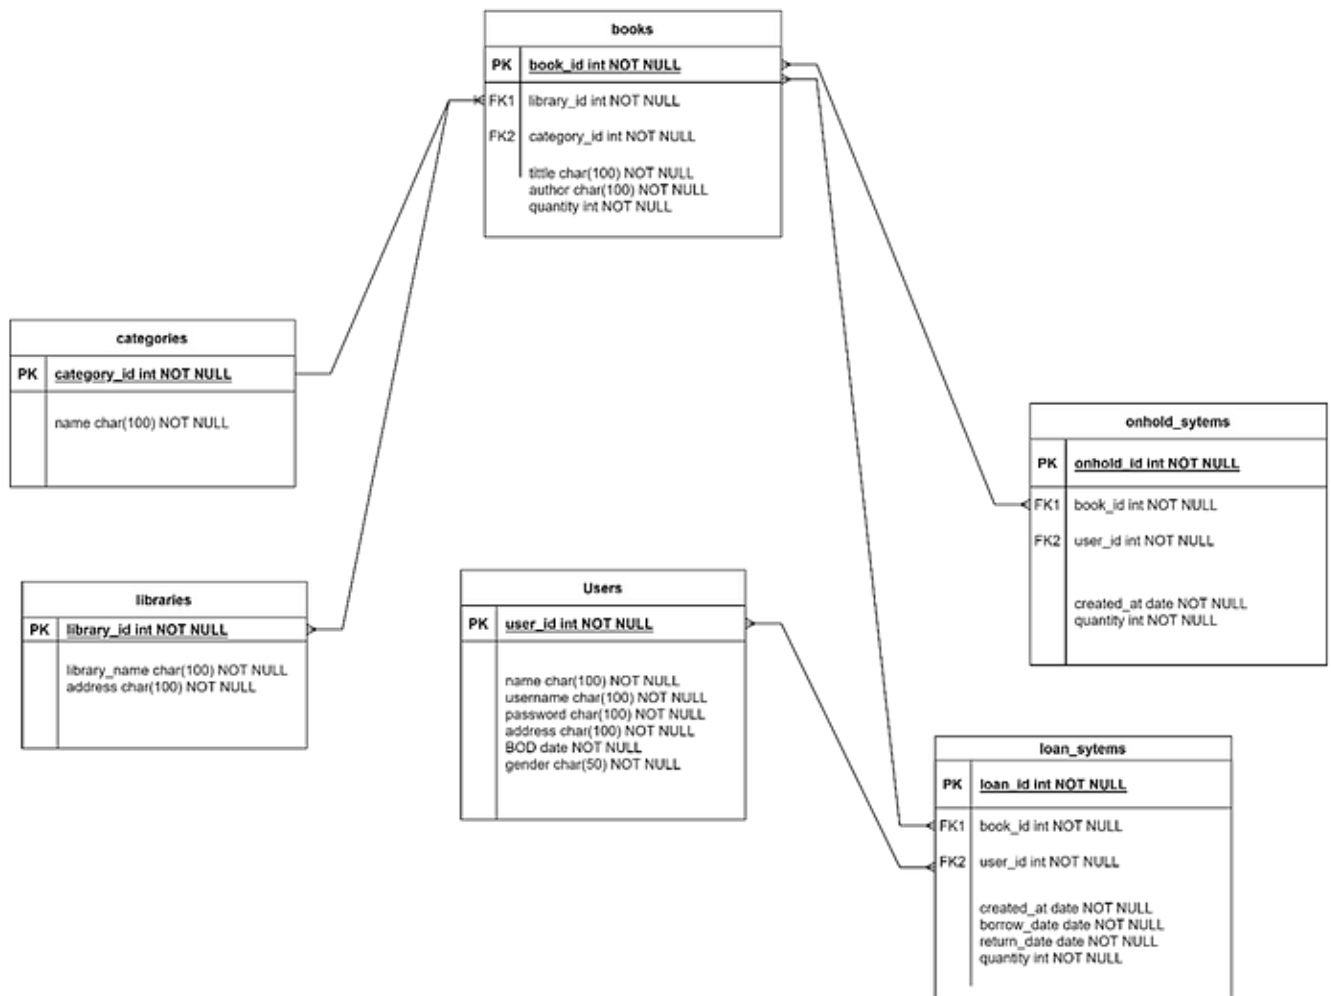 books
PK book_id int NOT NULL
FK1 library_id int NOT NULL
FK2 category_id int NOT NULL
tittle char(100) NOT NULL
author char(100) NOT NULL
quantity int NOT NULL
categories
PK category_id int NOT NULL
name char(100) NOT NULL
libraries
PK library_id int NOT NULL
library_name char(100) NOT NULL
address char(100) NOT NULL
Users
PK user_id int NOT NULL
name char(100) NOT NULL
username char(100) NOT NULL
password char(100) NOT NULL
address char(100) NOT NULL
BOD date NOT NULL
gender char(50) NOT NULL
onhold_sytems
PK onhold_id int NOT NULL
FK1 book_id int NOT NULL
FK2 user_id int NOT NULL
created_at date NOT NULL
quantity int NOT NULL
loan_sytems
PK loan_id int NOT NULL
FK1 book_id int NOT NULL
FK2 user_id int NOT NULL
created_at date NOT NULL
borrow_date date NOT NULL
return_date date NOT NULL
quantity int NOT NULL